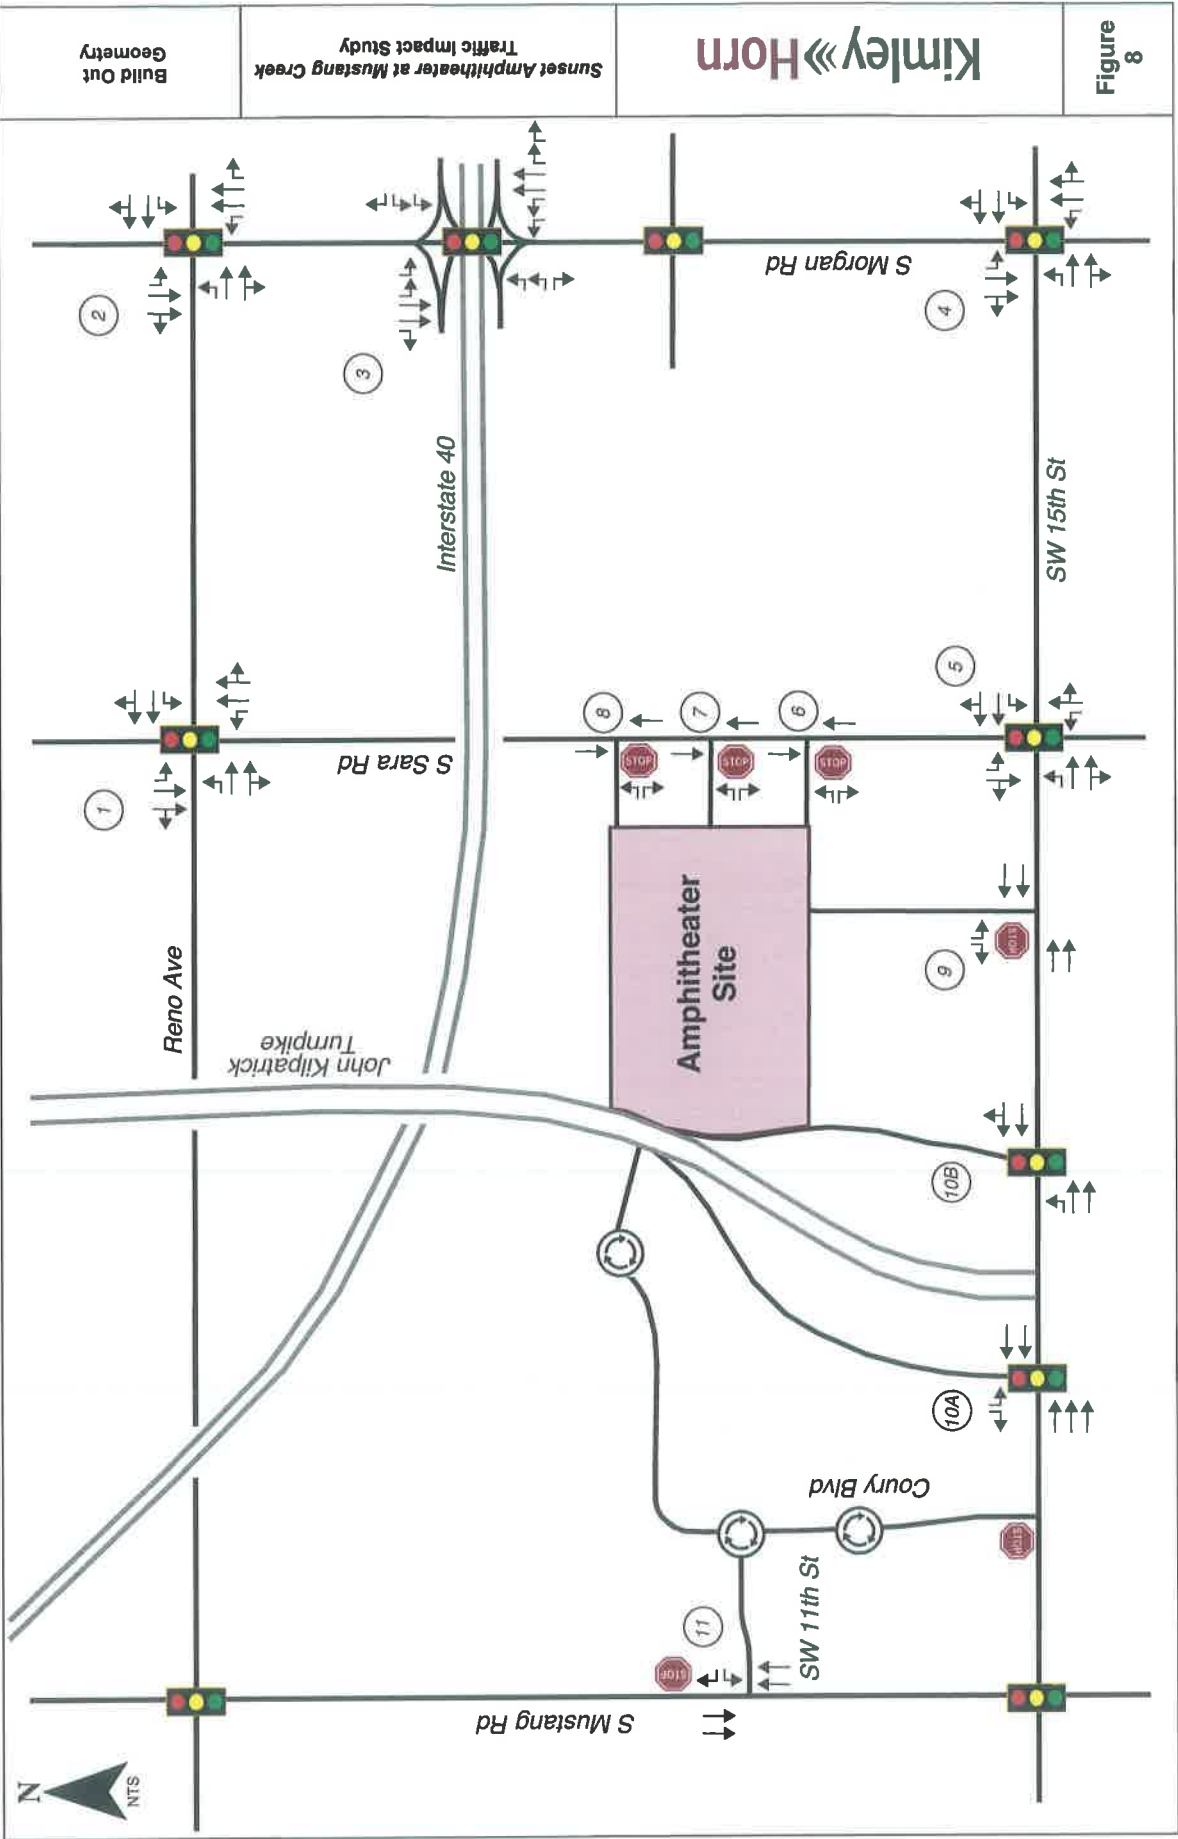 N
NTS
Reno Ave
Interstate 40
John Kilpatrick
Turnpike
S Mustang Rd
S Sara Rd
S Morgan Rd
SW 11th St
Coury Blvd
SW 15th St
Amphitheater
Site
1
2
3
4
5
6
7
8
9
10A
10B
11
STOP
STOP
STOP
STOP
STOP
STOP
Build Out
Geometry
Sunset Amphitheater at Mustang Creek
Traffic Impact Study
Kimley»Horn
Figure
8